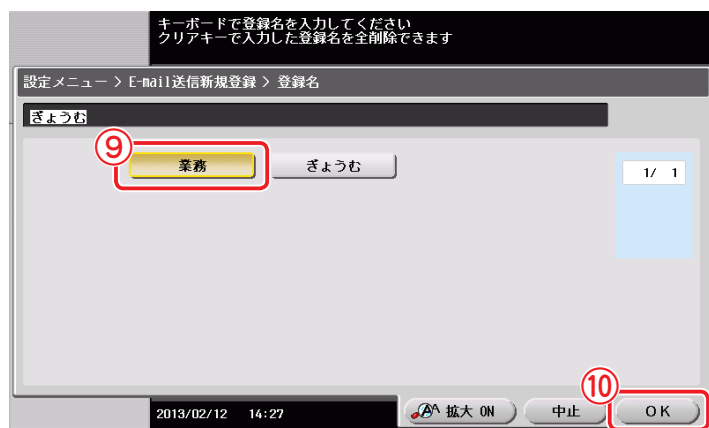 キーボードで登録名を入力してください
クリアキーで入力した登録名を全削除できます
設定メニュー > E-mail送信新規登録 > 登録名
ぎょうむ
⑨
業務 ぎょうむ
1/ 1
⑩
2013/02/12 14:27 拡大 ON 中止 OK